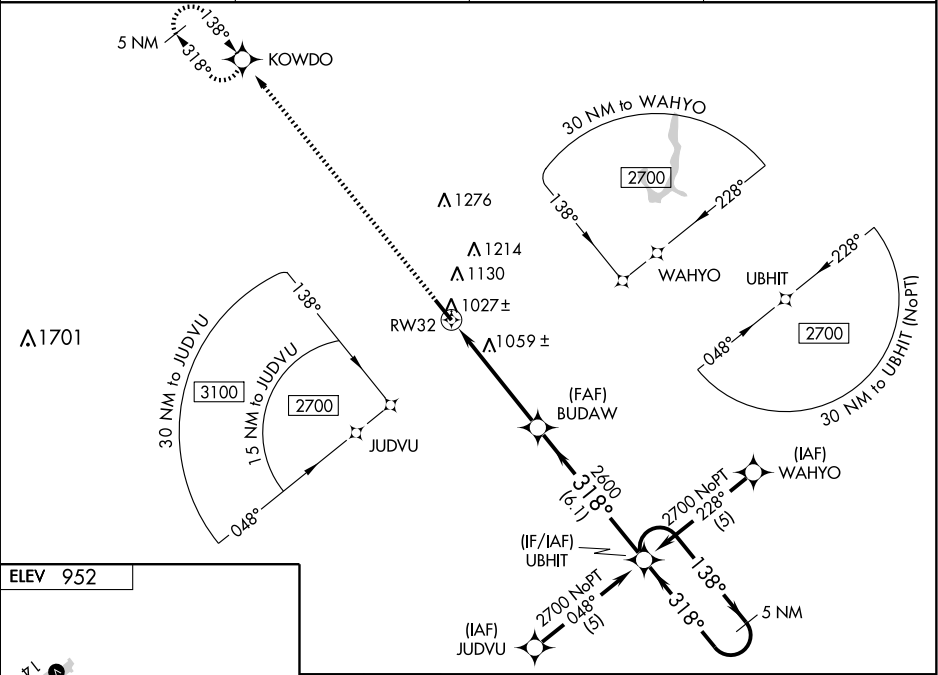 138°
5 NM
318°
KOWDO
30 NM to WAHYO
2700
138°
228°
WAHYO
1276
1214
1130
1027±
RW32
1059±
UBHIT
228°
048°
2700
30 NM to UBHIT (NoPT)
1701
138°
30 NM to JUDVU
3100
15 NM to JUDVU
2700
JUDVU
048°
(FAF)
BUDAW
2600
318°
(6.1)
(IAF)
WAHYO
2700 NoPT
228°
(5)
(IF/IAF)
UBHIT
138°
318°
5 NM
2700 NoPT
048°
(5)
(IAF)
JUDVU
ELEV 952
14